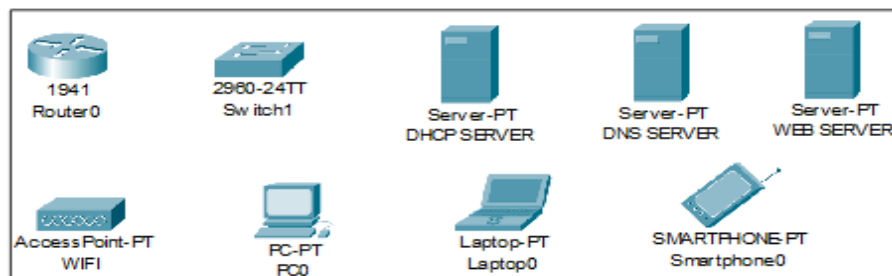 1941
Router0
2960-24TT
Switch1
Server-PT
DHCP SERVER
Server-PT
DNS SERVER
Server-PT
WEB SERVER
AccessPoint-PT
WIFI
PC-PT
PC0
Laptop-PT
Laptop0
SMARTPHONE-PT
Smartphone0